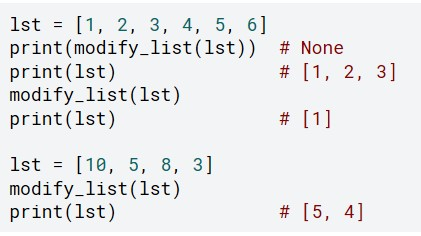 lst = [1, 2, 3, 4, 5, 6]
print(modify_list(lst))  # None
print(lst)               # [1, 2, 3]
modify_list(lst)
print(lst)               # [1]

lst = [10, 5, 8, 3]
modify_list(lst)
print(lst)               # [5, 4]